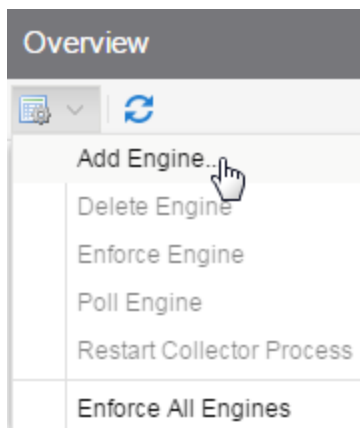 Overview
Add Engine...
Delete Engine
Enforce Engine
Poll Engine
Restart Collector Process
Enforce All Engines